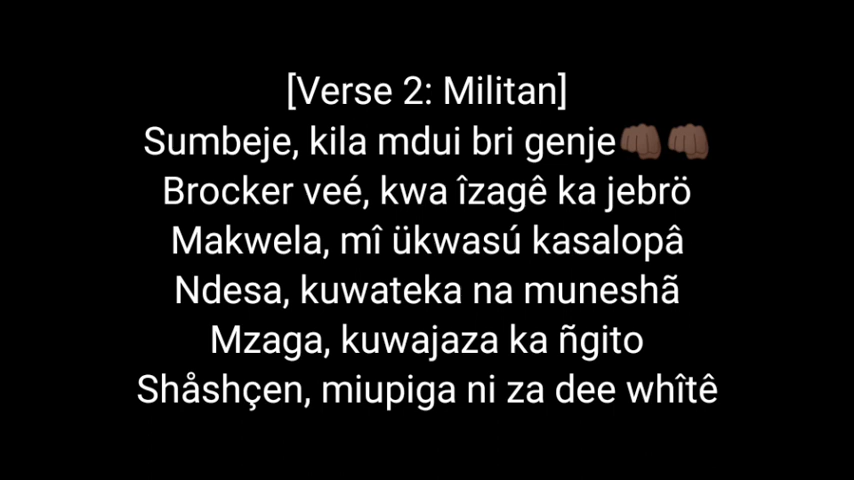 [Verse 2: Militan]
Sumbeje, kila mdui bri genje👊🏾👊🏾
Brocker veé, kwa îzagê ka jebrö
Makwela, mî ükwasú kasalopâ
Ndesa, kuwateka na muneshã
Mzaga, kuwajaza ka ñgito
Shåshçen, miupiga ni za dee whîtê